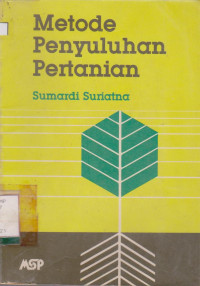 Metode
Penyuluhan
Pertanian
Sumardi Suriatna
MSP